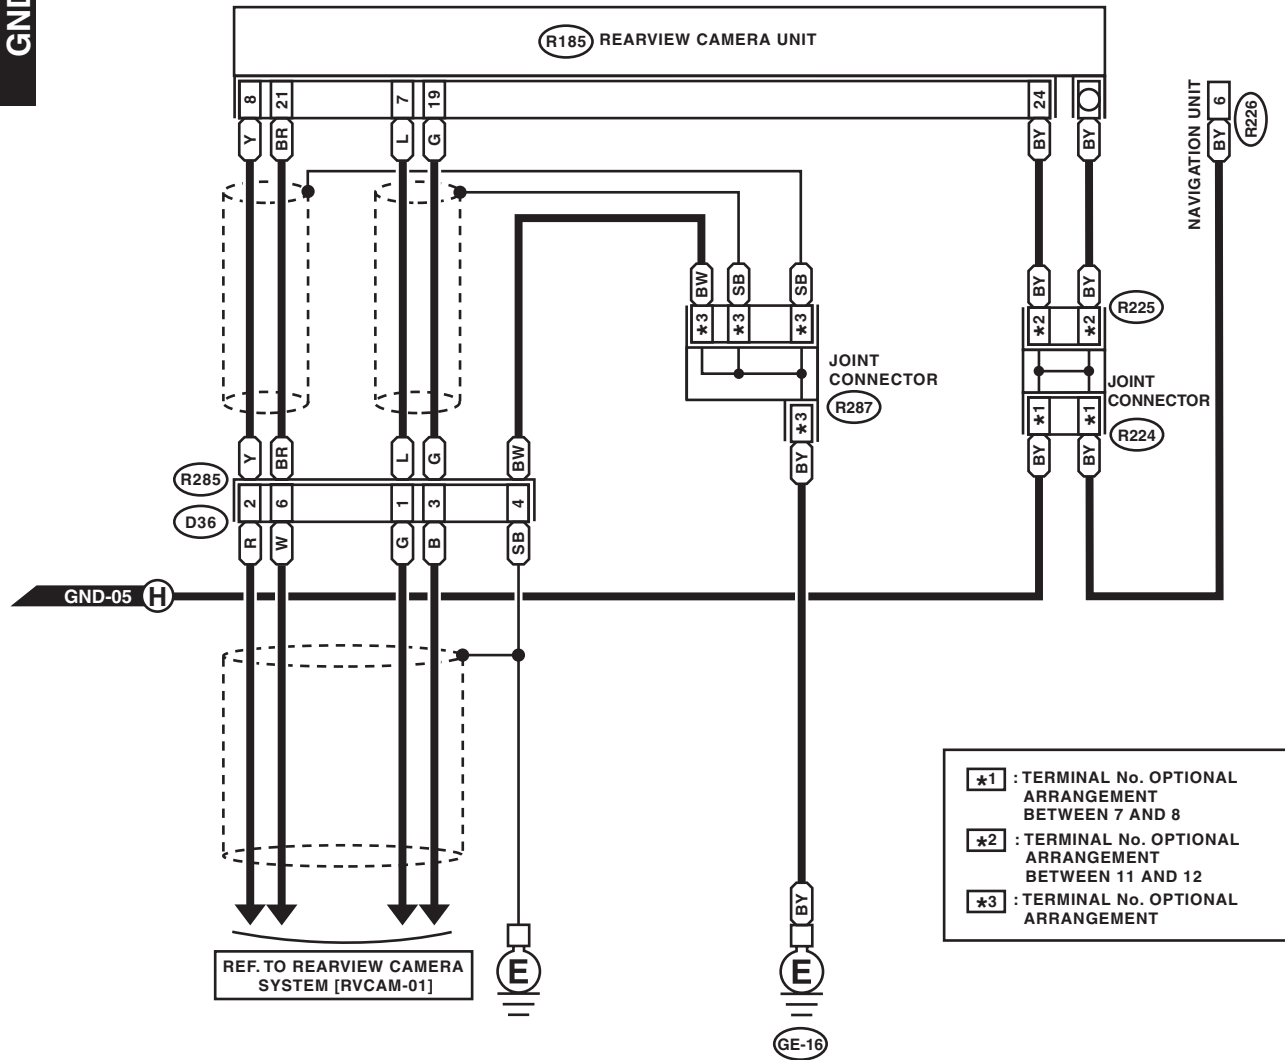 GND
R185 REARVIEW CAMERA UNIT
8 21 7 19 24
Y BR L G BY BY
NAVIGATION UNIT
6
BY
R226
BW SB SB
*3 *3 *3
JOINT
CONNECTOR
R287
*3
BY
BY BY
R225
*2 *2
JOINT
CONNECTOR
*1 *1
R224
BY BY
Y BR L G BW
R285
2 6 1 3 4
D36
R W G B SB
GND-05 H
*1 : TERMINAL No. OPTIONAL
ARRANGEMENT
BETWEEN 7 AND 8
*2 : TERMINAL No. OPTIONAL
ARRANGEMENT
BETWEEN 11 AND 12
*3 : TERMINAL No. OPTIONAL
ARRANGEMENT
BY
REF. TO REARVIEW CAMERA
SYSTEM [RVCAM-01]
E
E
GE-16